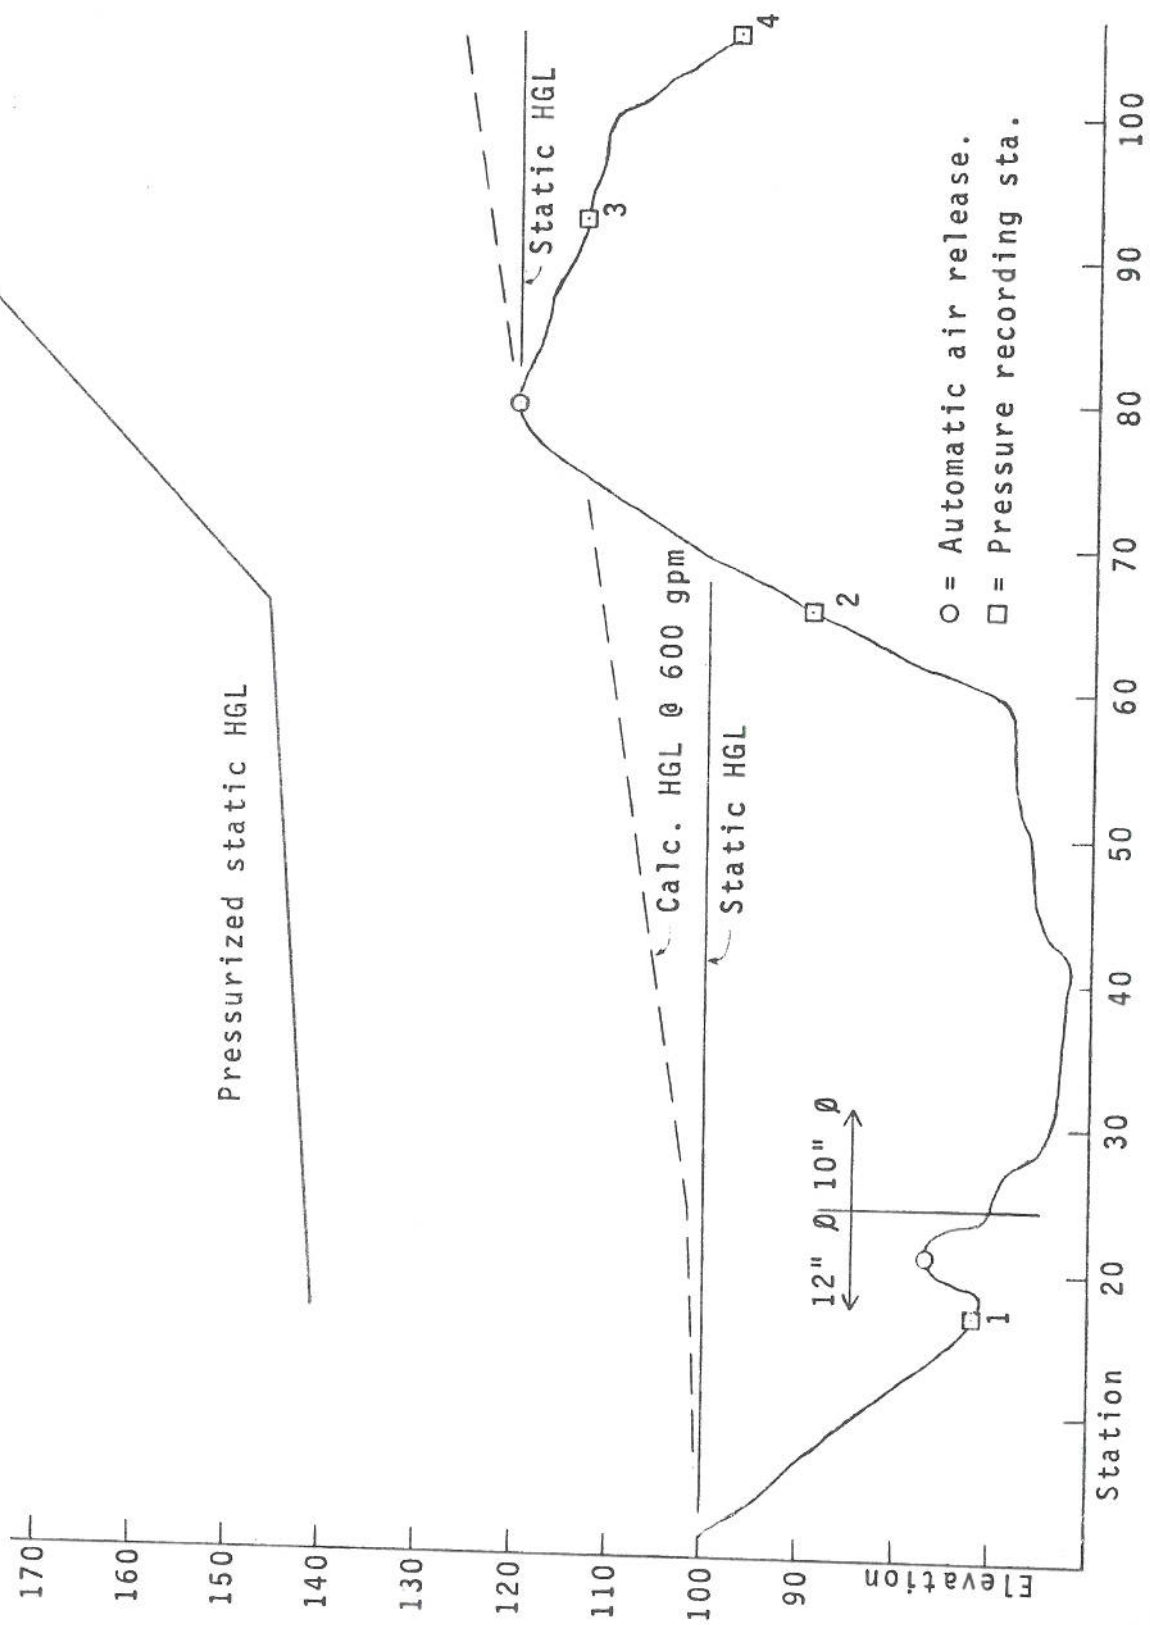 170
160
150
140
130
120
110
100
90
Elevation
Pressurized static HGL
Static HGL
Calc. HGL @ 600 gpm
Static HGL
12" Ø 10" Ø
1
2
3
4
O = Automatic air release.
□ = Pressure recording sta.
Station 20 30 40 50 60 70 80 90 100